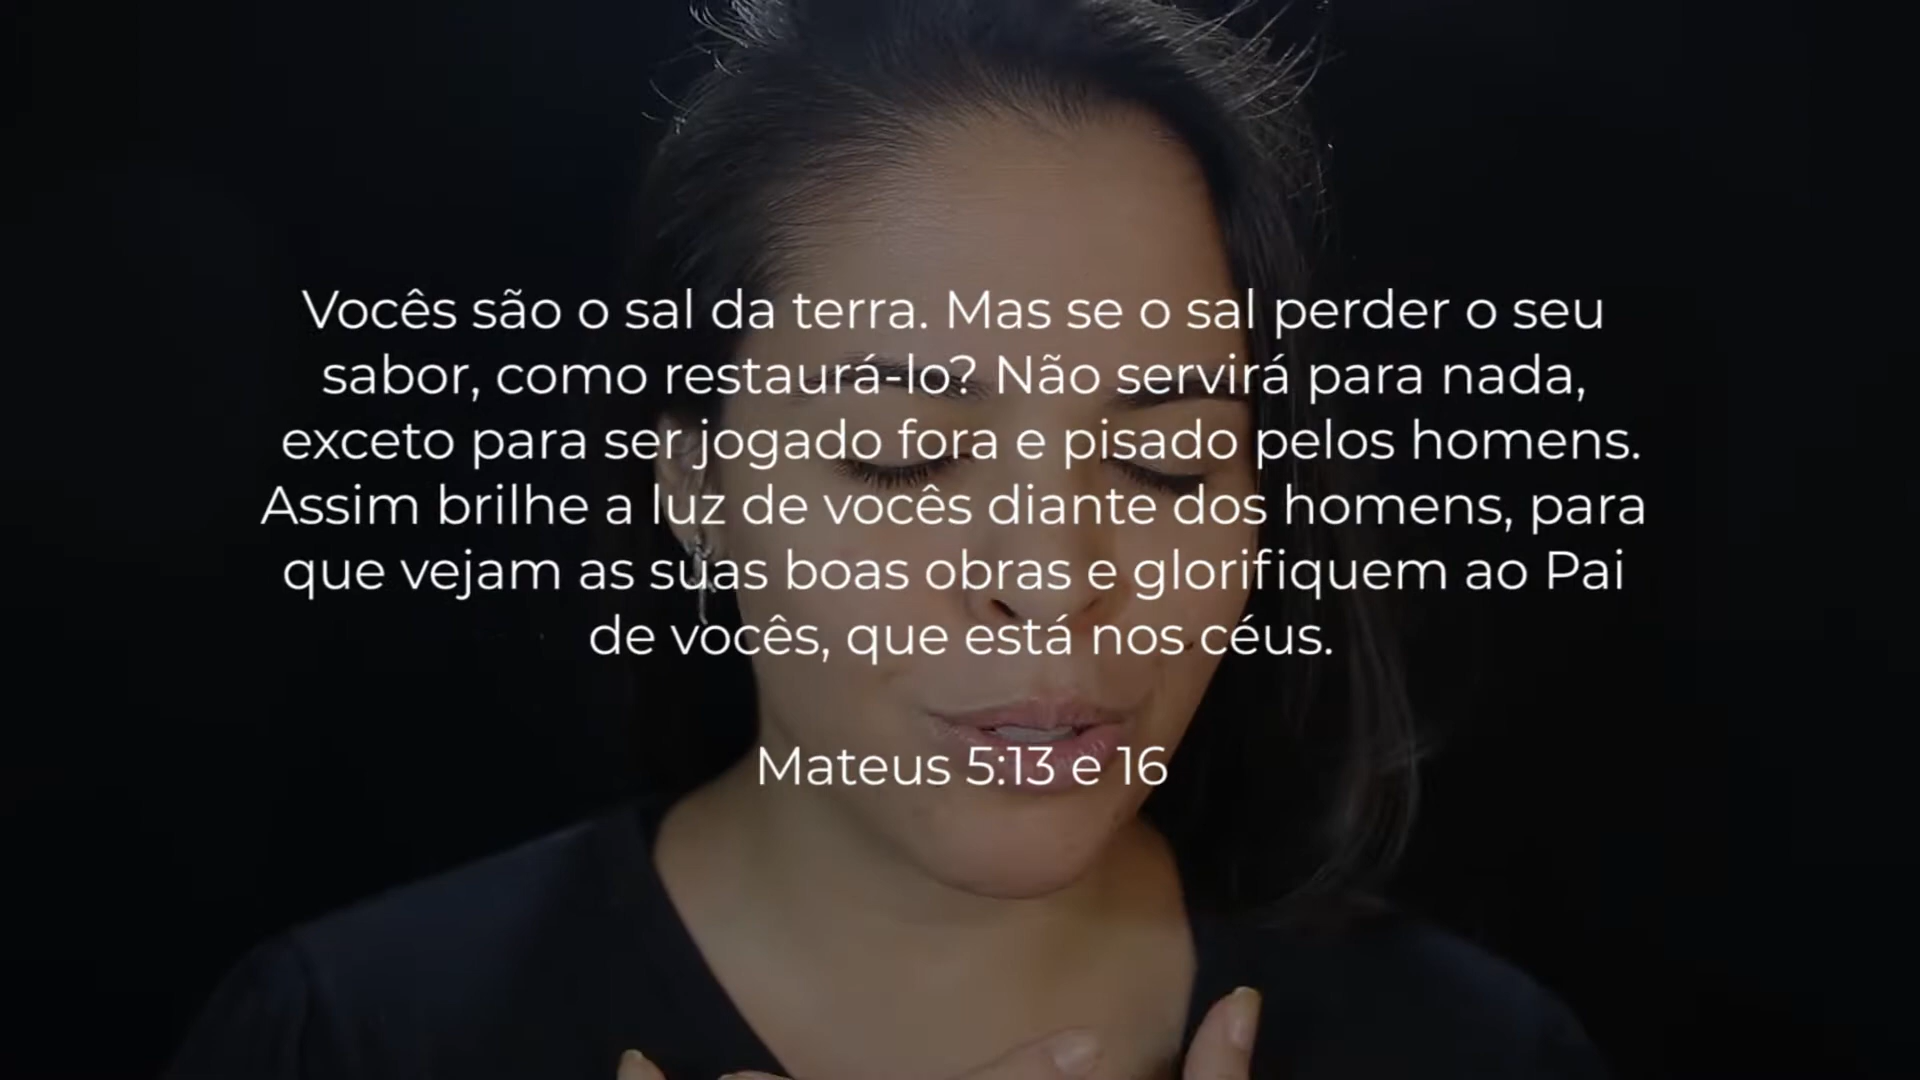 Vocês são o sal da terra. Mas se o sal perder o seu
sabor, como restaurá-lo? Não servirá para nada,
exceto para ser jogado fora e pisado pelos homens.
Assim brilhe a luz de vocês diante dos homens, para
que vejam as suas boas obras e glorifiquem ao Pai
de vocês, que está nos céus.
Mateus 5:13 e 16